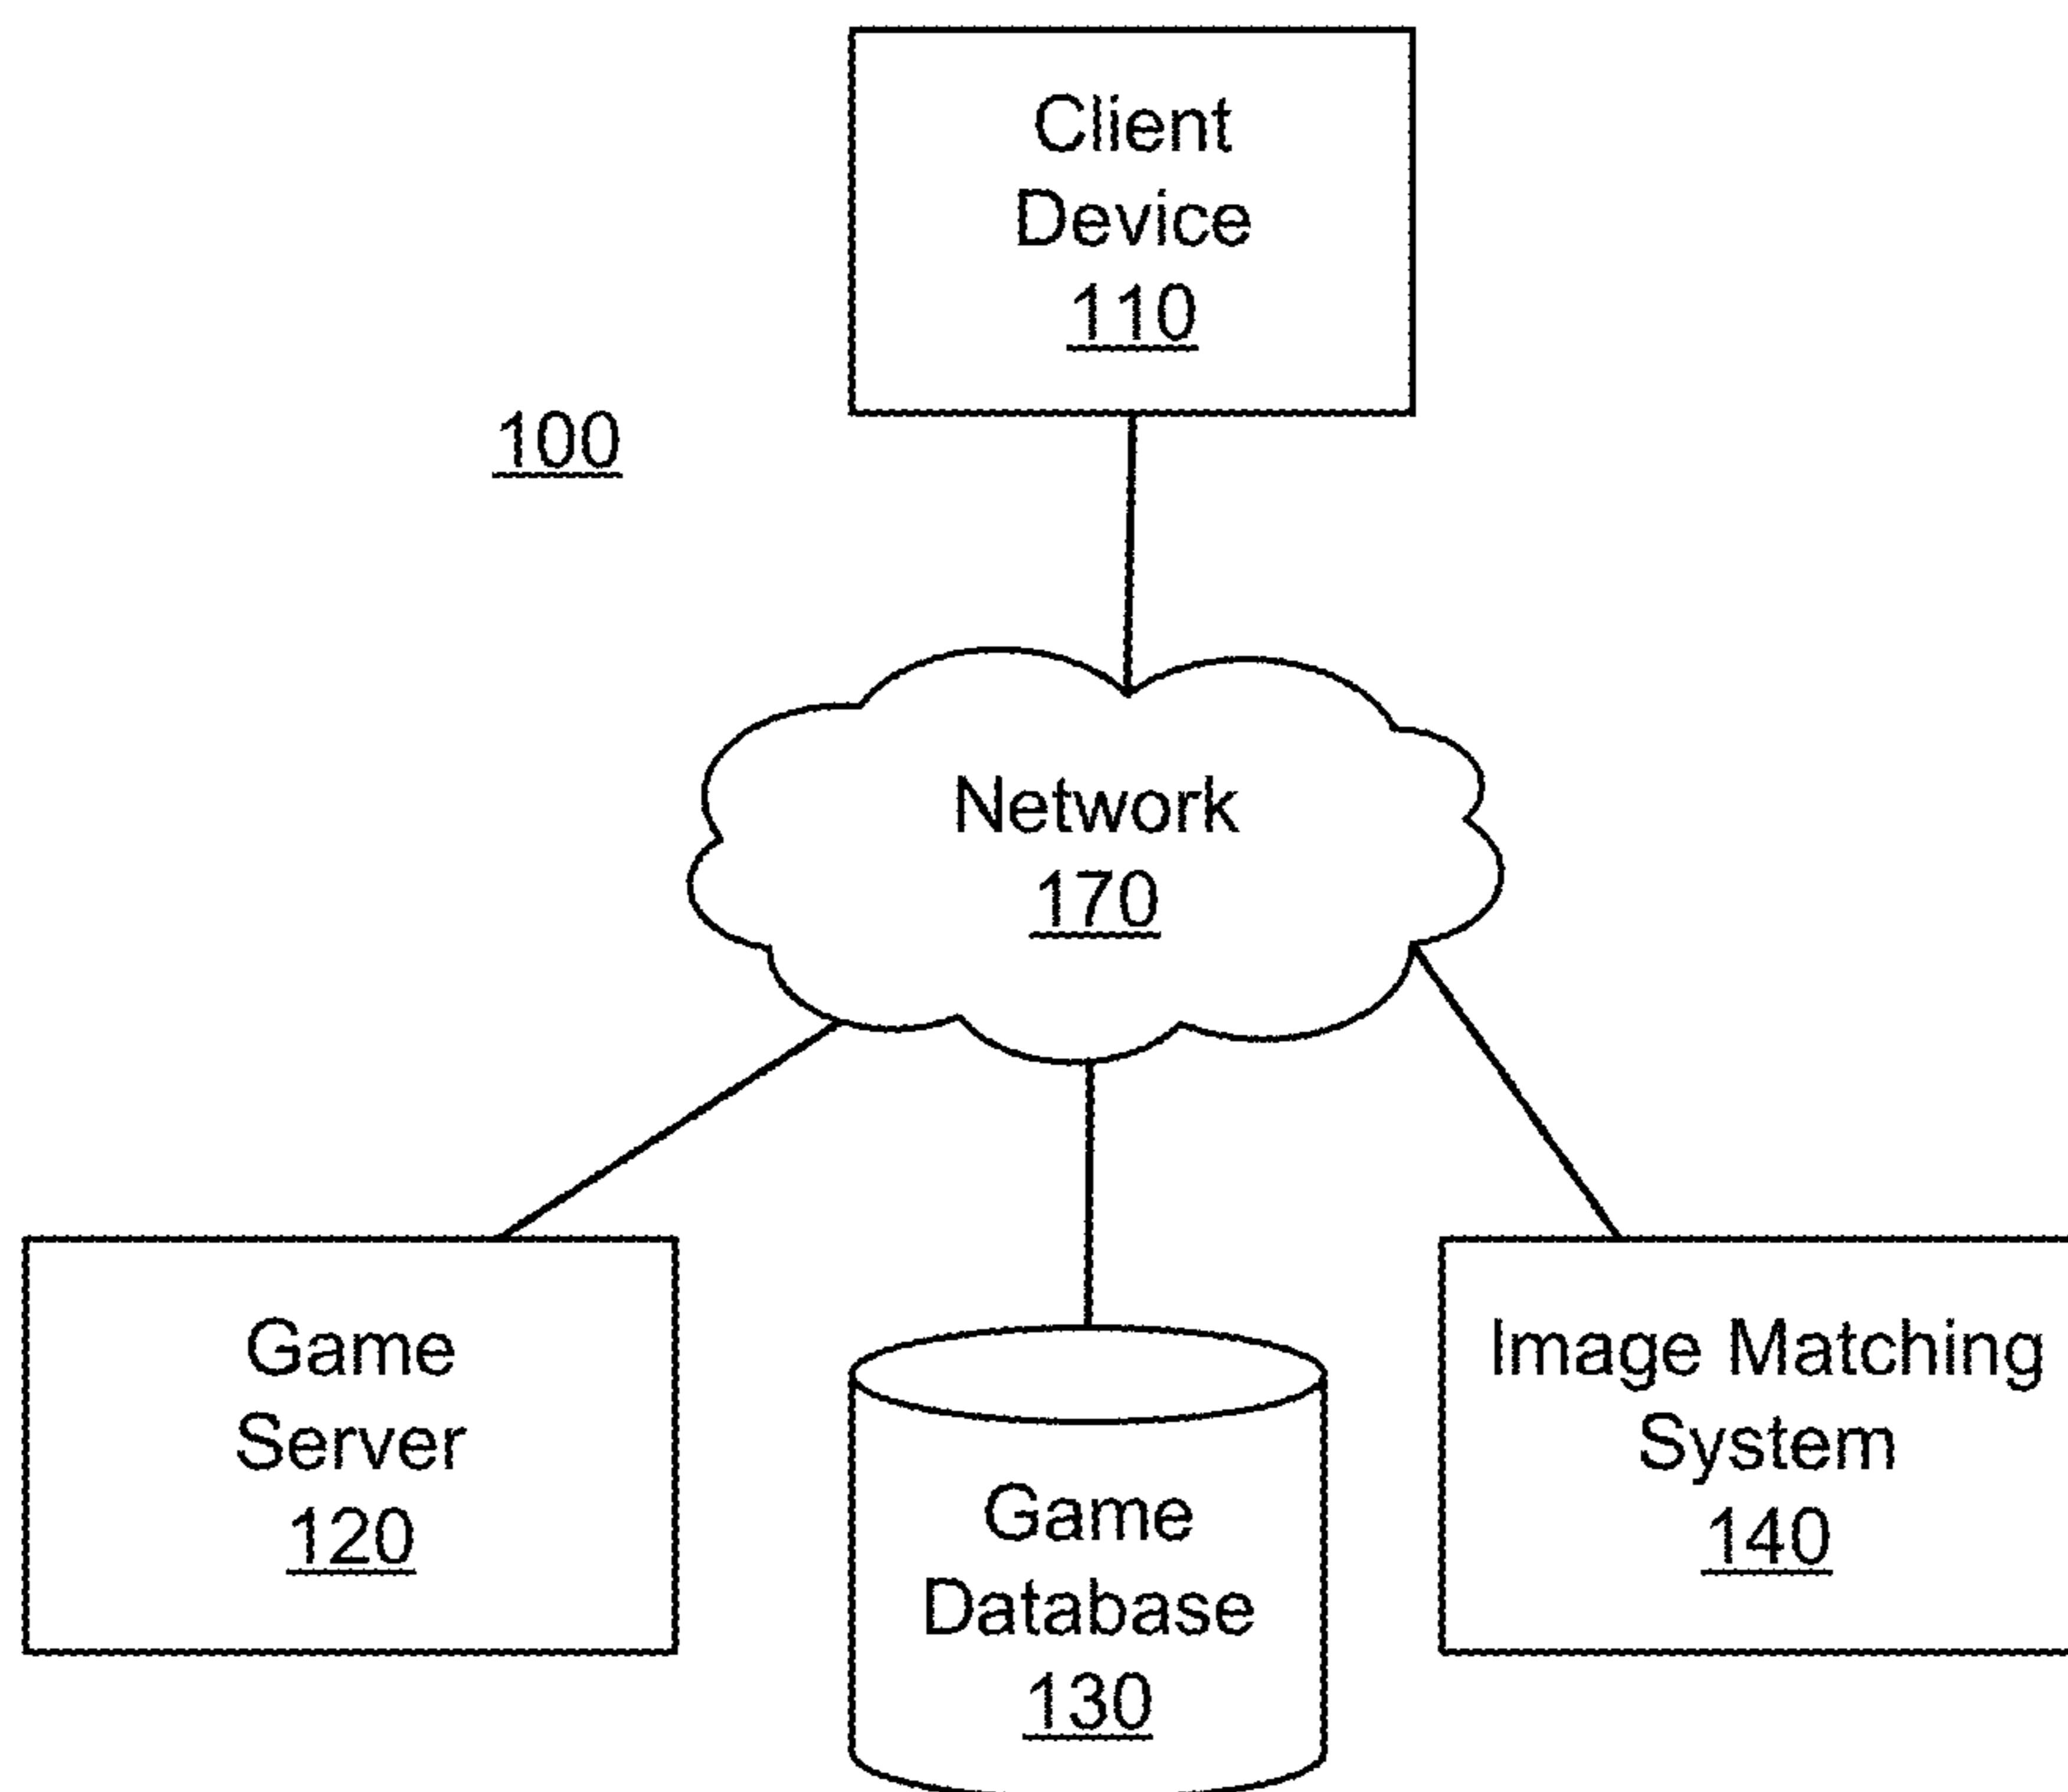 Client
Device
110
100
Network
170
Game
Server
120
Game
Database
130
Image Matching
System
140